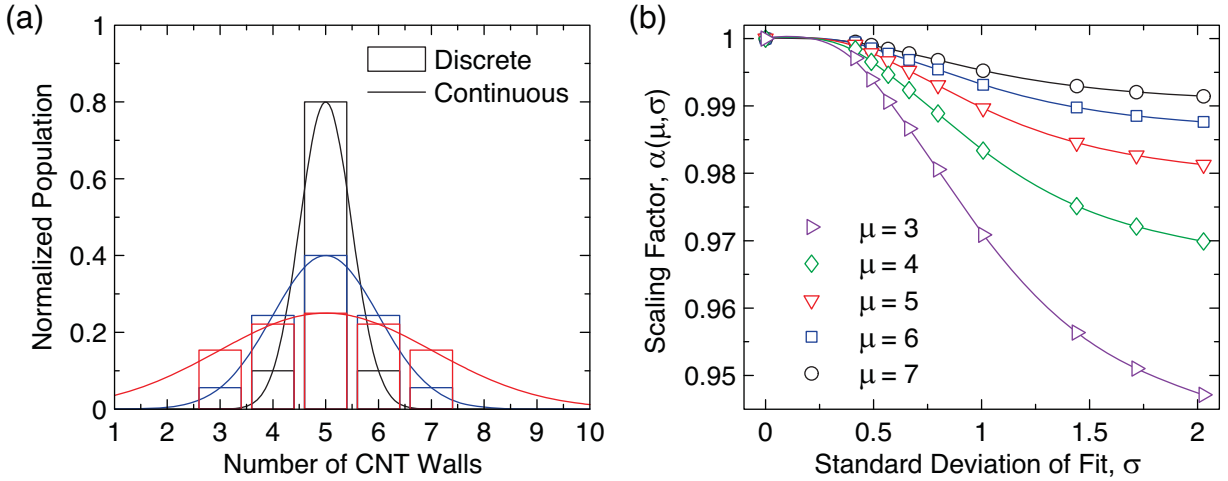 (a)
1
0.8
0.6
0.4
0.2
0
Normalized Population
Discrete
Continuous
1 2 3 4 5 6 7 8 9 10
Number of CNT Walls
(b)
1
0.99
0.98
0.97
0.96
0.95
Scaling Factor, α(μ,σ)
μ = 3
μ = 4
μ = 5
μ = 6
μ = 7
0 0.5 1 1.5 2
Standard Deviation of Fit, σ